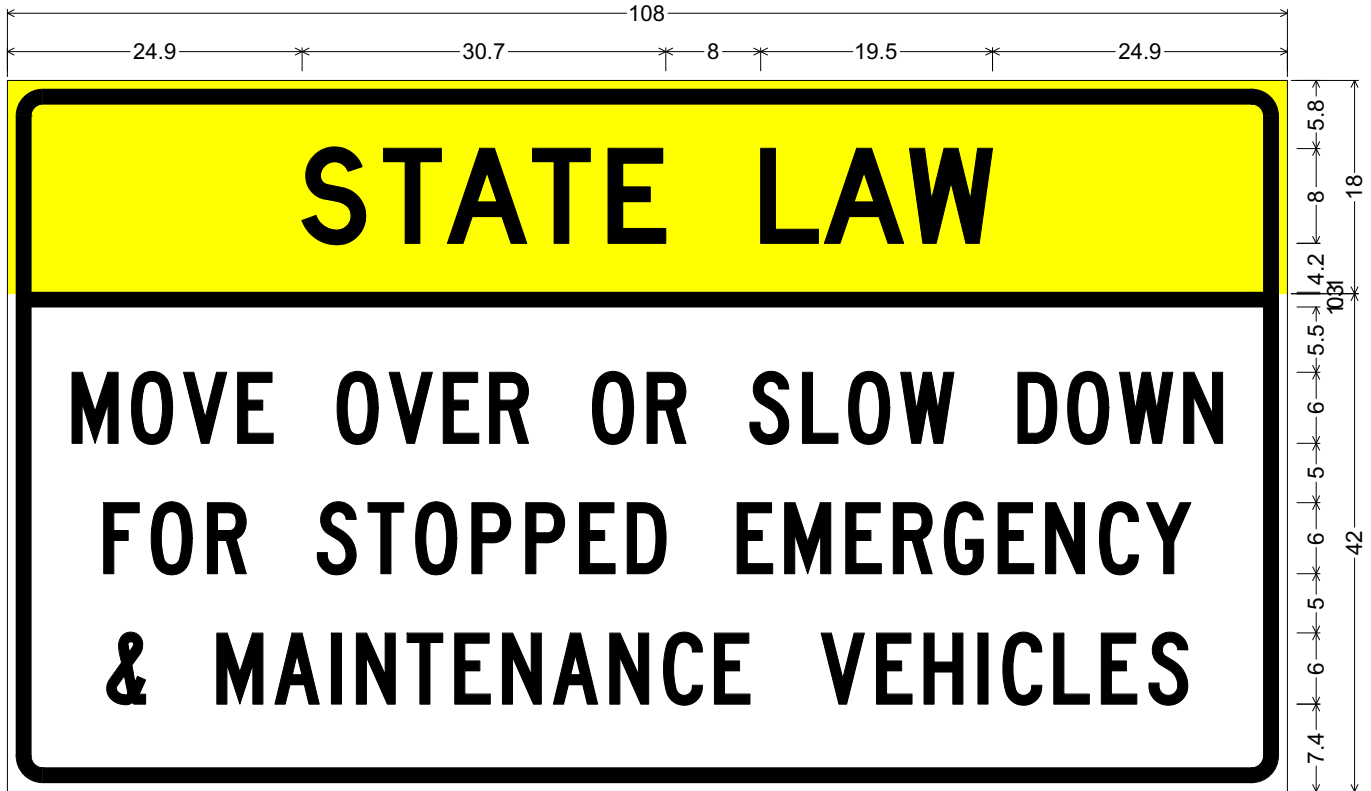 108
24.9 30.7 8 19.5 24.9
STATE LAW
MOVE OVER OR SLOW DOWN
FOR STOPPED EMERGENCY
& MAINTENANCE VEHICLES
5.8
8
4.2
5.5
6
5
6
5
6
7.4
18
42